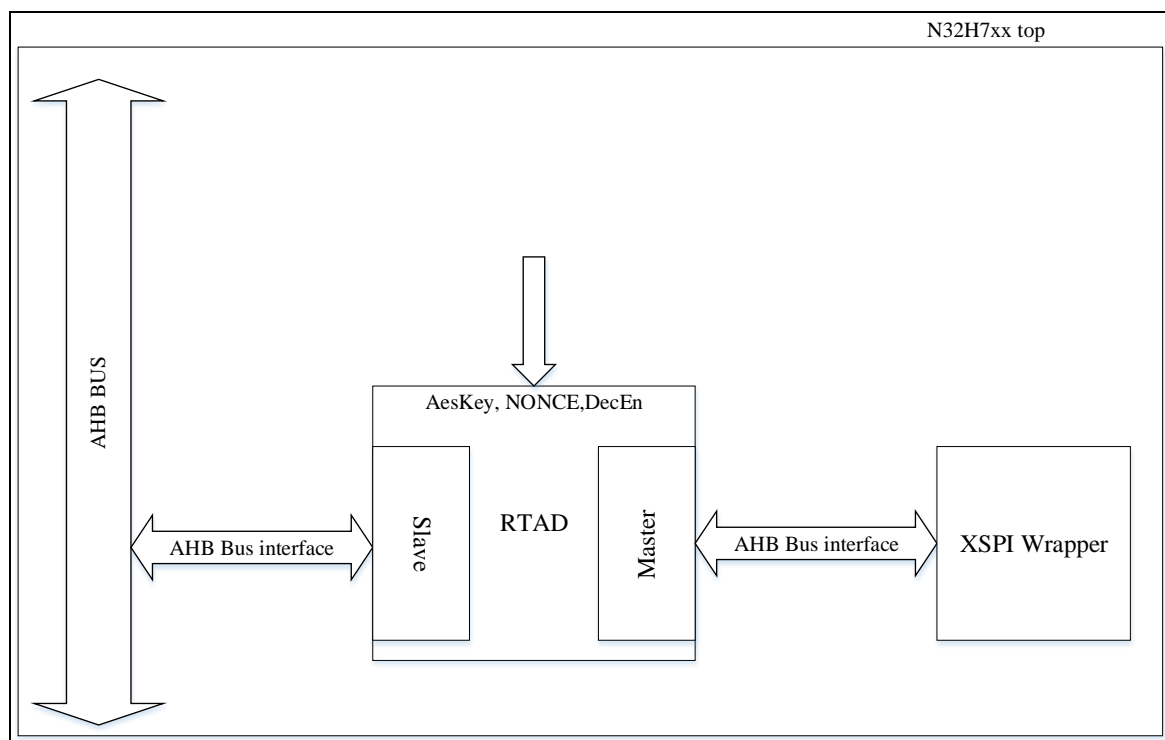 N32H7xx top
AHB BUS
AesKey, NONCE,DecEn
AHB Bus interface
Slave
RTAD
Master
AHB Bus interface
XSPI Wrapper